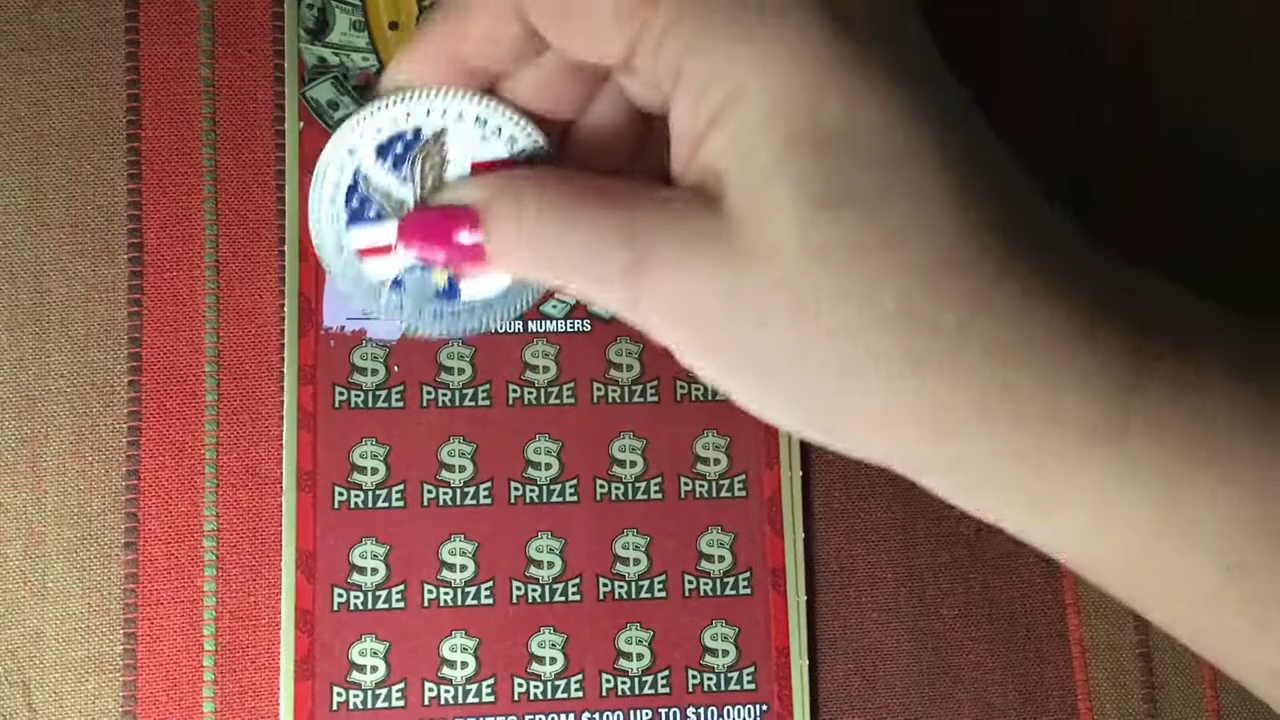 YOUR NUMBERS
$ $ $ $
PRIZE PRIZE PRIZE PRIZE
$ $ $ $ $
PRIZE PRIZE PRIZE PRIZE PRIZE
$ $ $ $ $
PRIZE PRIZE PRIZE PRIZE PRIZE
$ $ $ $ $
PRIZE PRIZE PRIZE PRIZE PRIZE
PRIZES FROM $100 UP TO $10,000!*